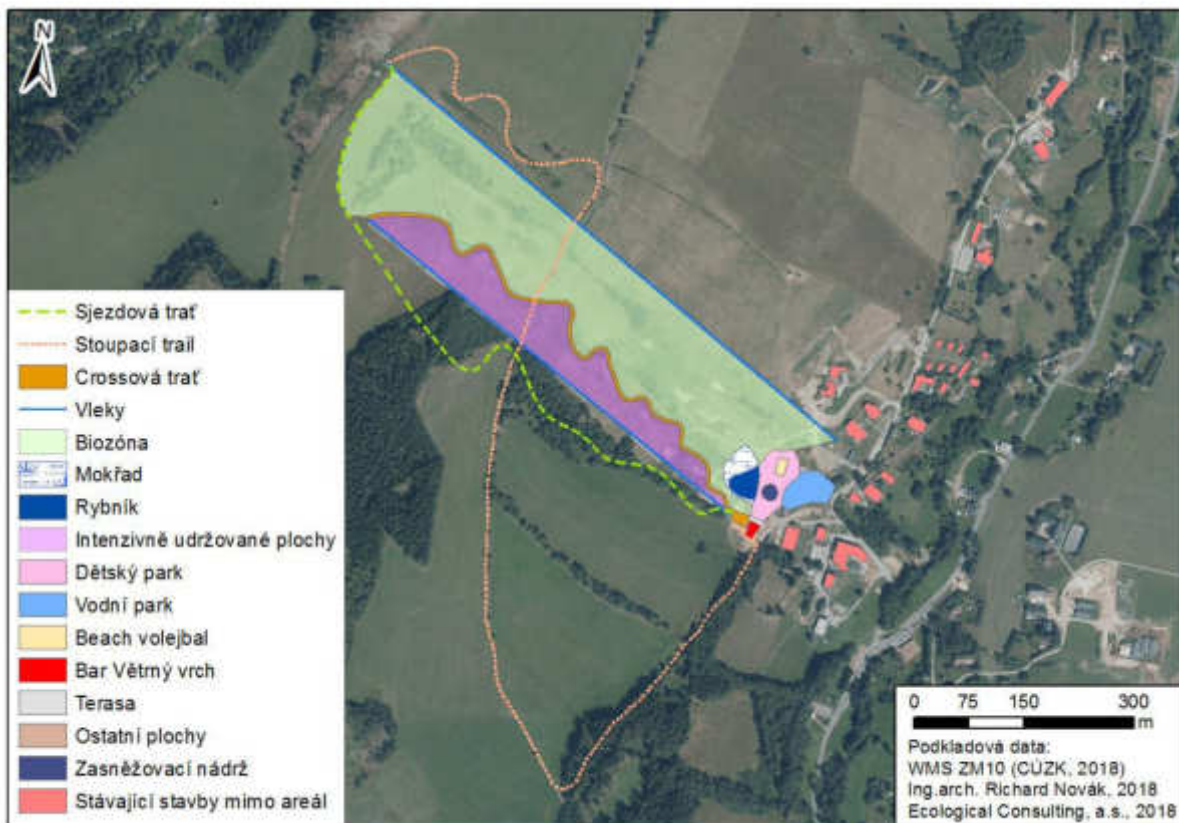 N
Sjezdová trať
Stoupací trail
Crossová trať
Vleky
Biozóna
Mokřad
Rybník
Intenzivně udržované plochy
Dětský park
Vodní park
Beach volejbal
Bar Větrný vrch
Terasa
Ostatní plochy
Zasněžovací nádrž
Stávající stavby mimo areál
0 75 150 300
m
Podkladová data:
WMS ZM10 (ČÚZK, 2018)
Ing.arch. Richard Novák, 2018
Ecological Consulting, a.s., 2018